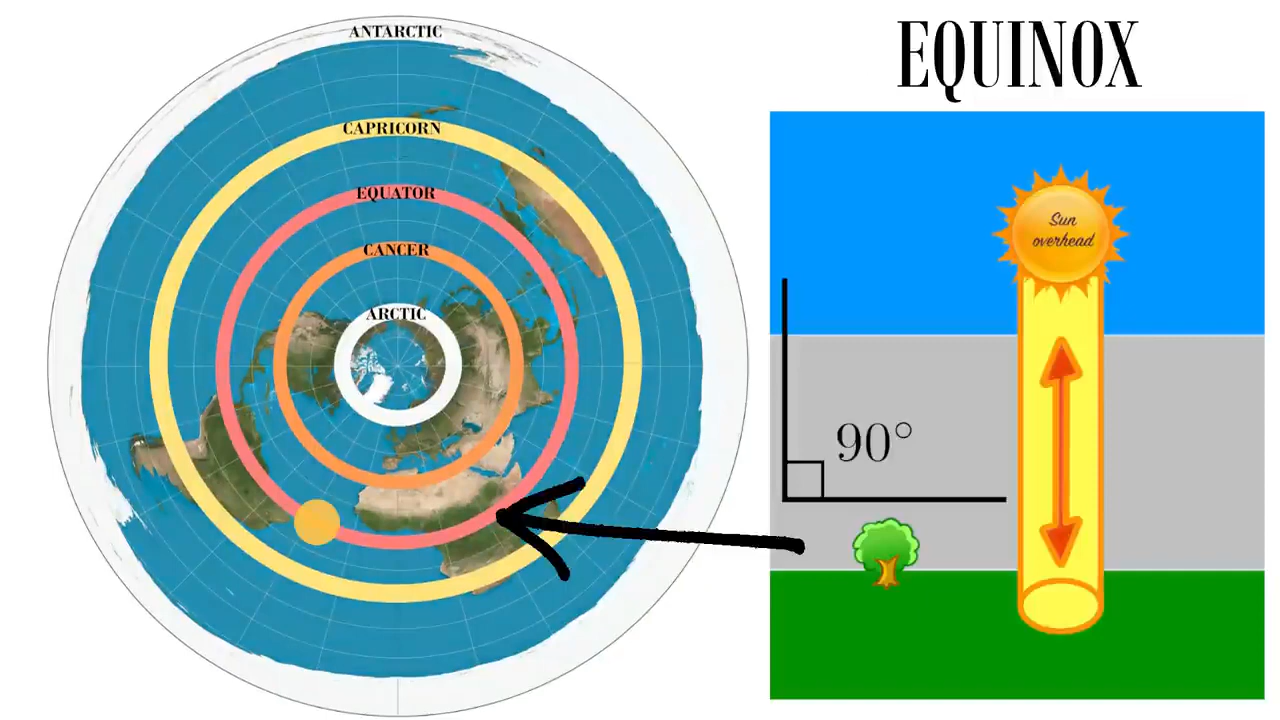 ANTARCTIC
CAPRICORN
EQUATOR
CANCER
ARCTIC
EQUINOX
Sun
overhead
90°